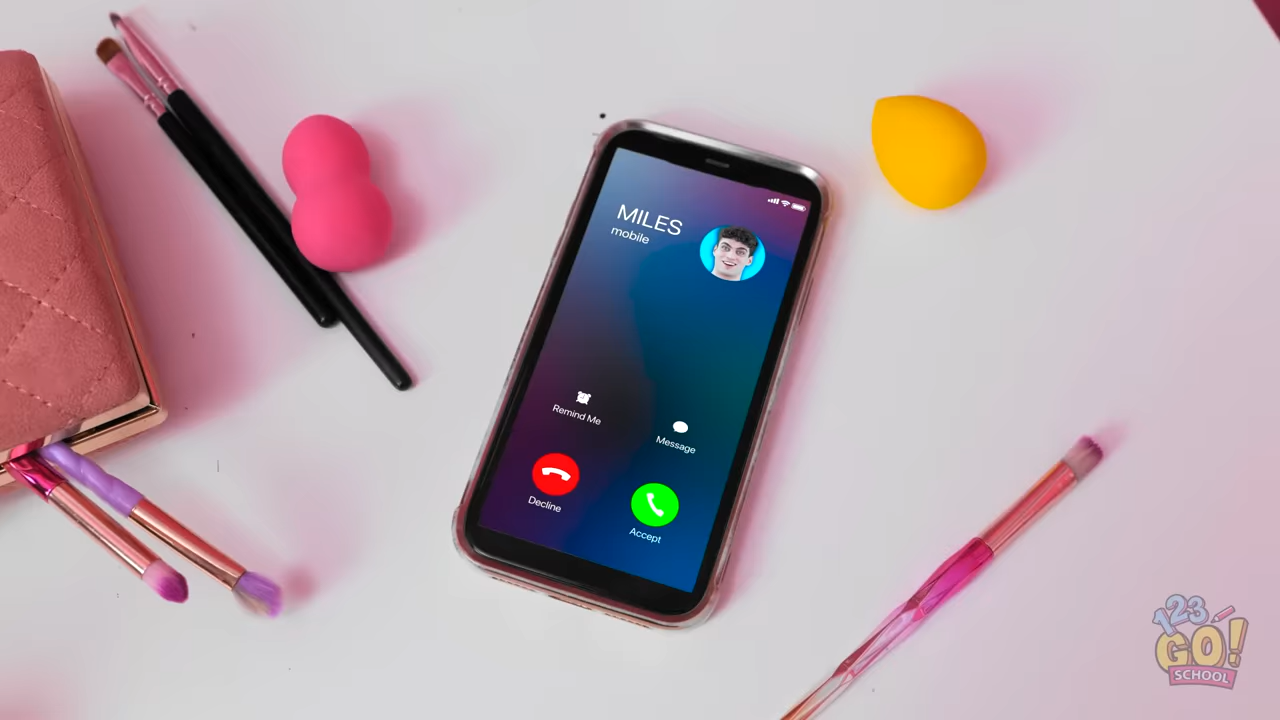 MILES
mobile
Remind Me
Message
Decline
Accept
123
GO!
SCHOOL